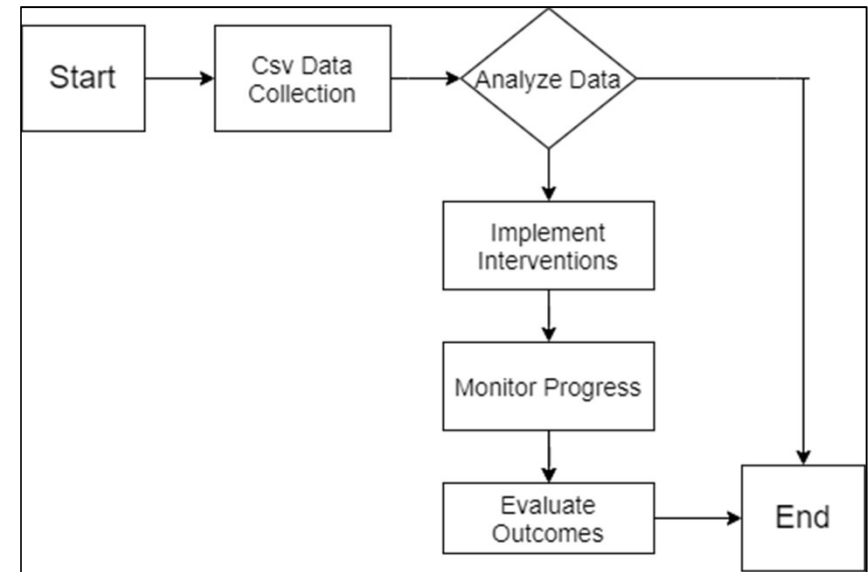 Start
Csv Data
Collection
Analyze Data
Implement
Interventions
Monitor Progress
Evaluate
Outcomes
End